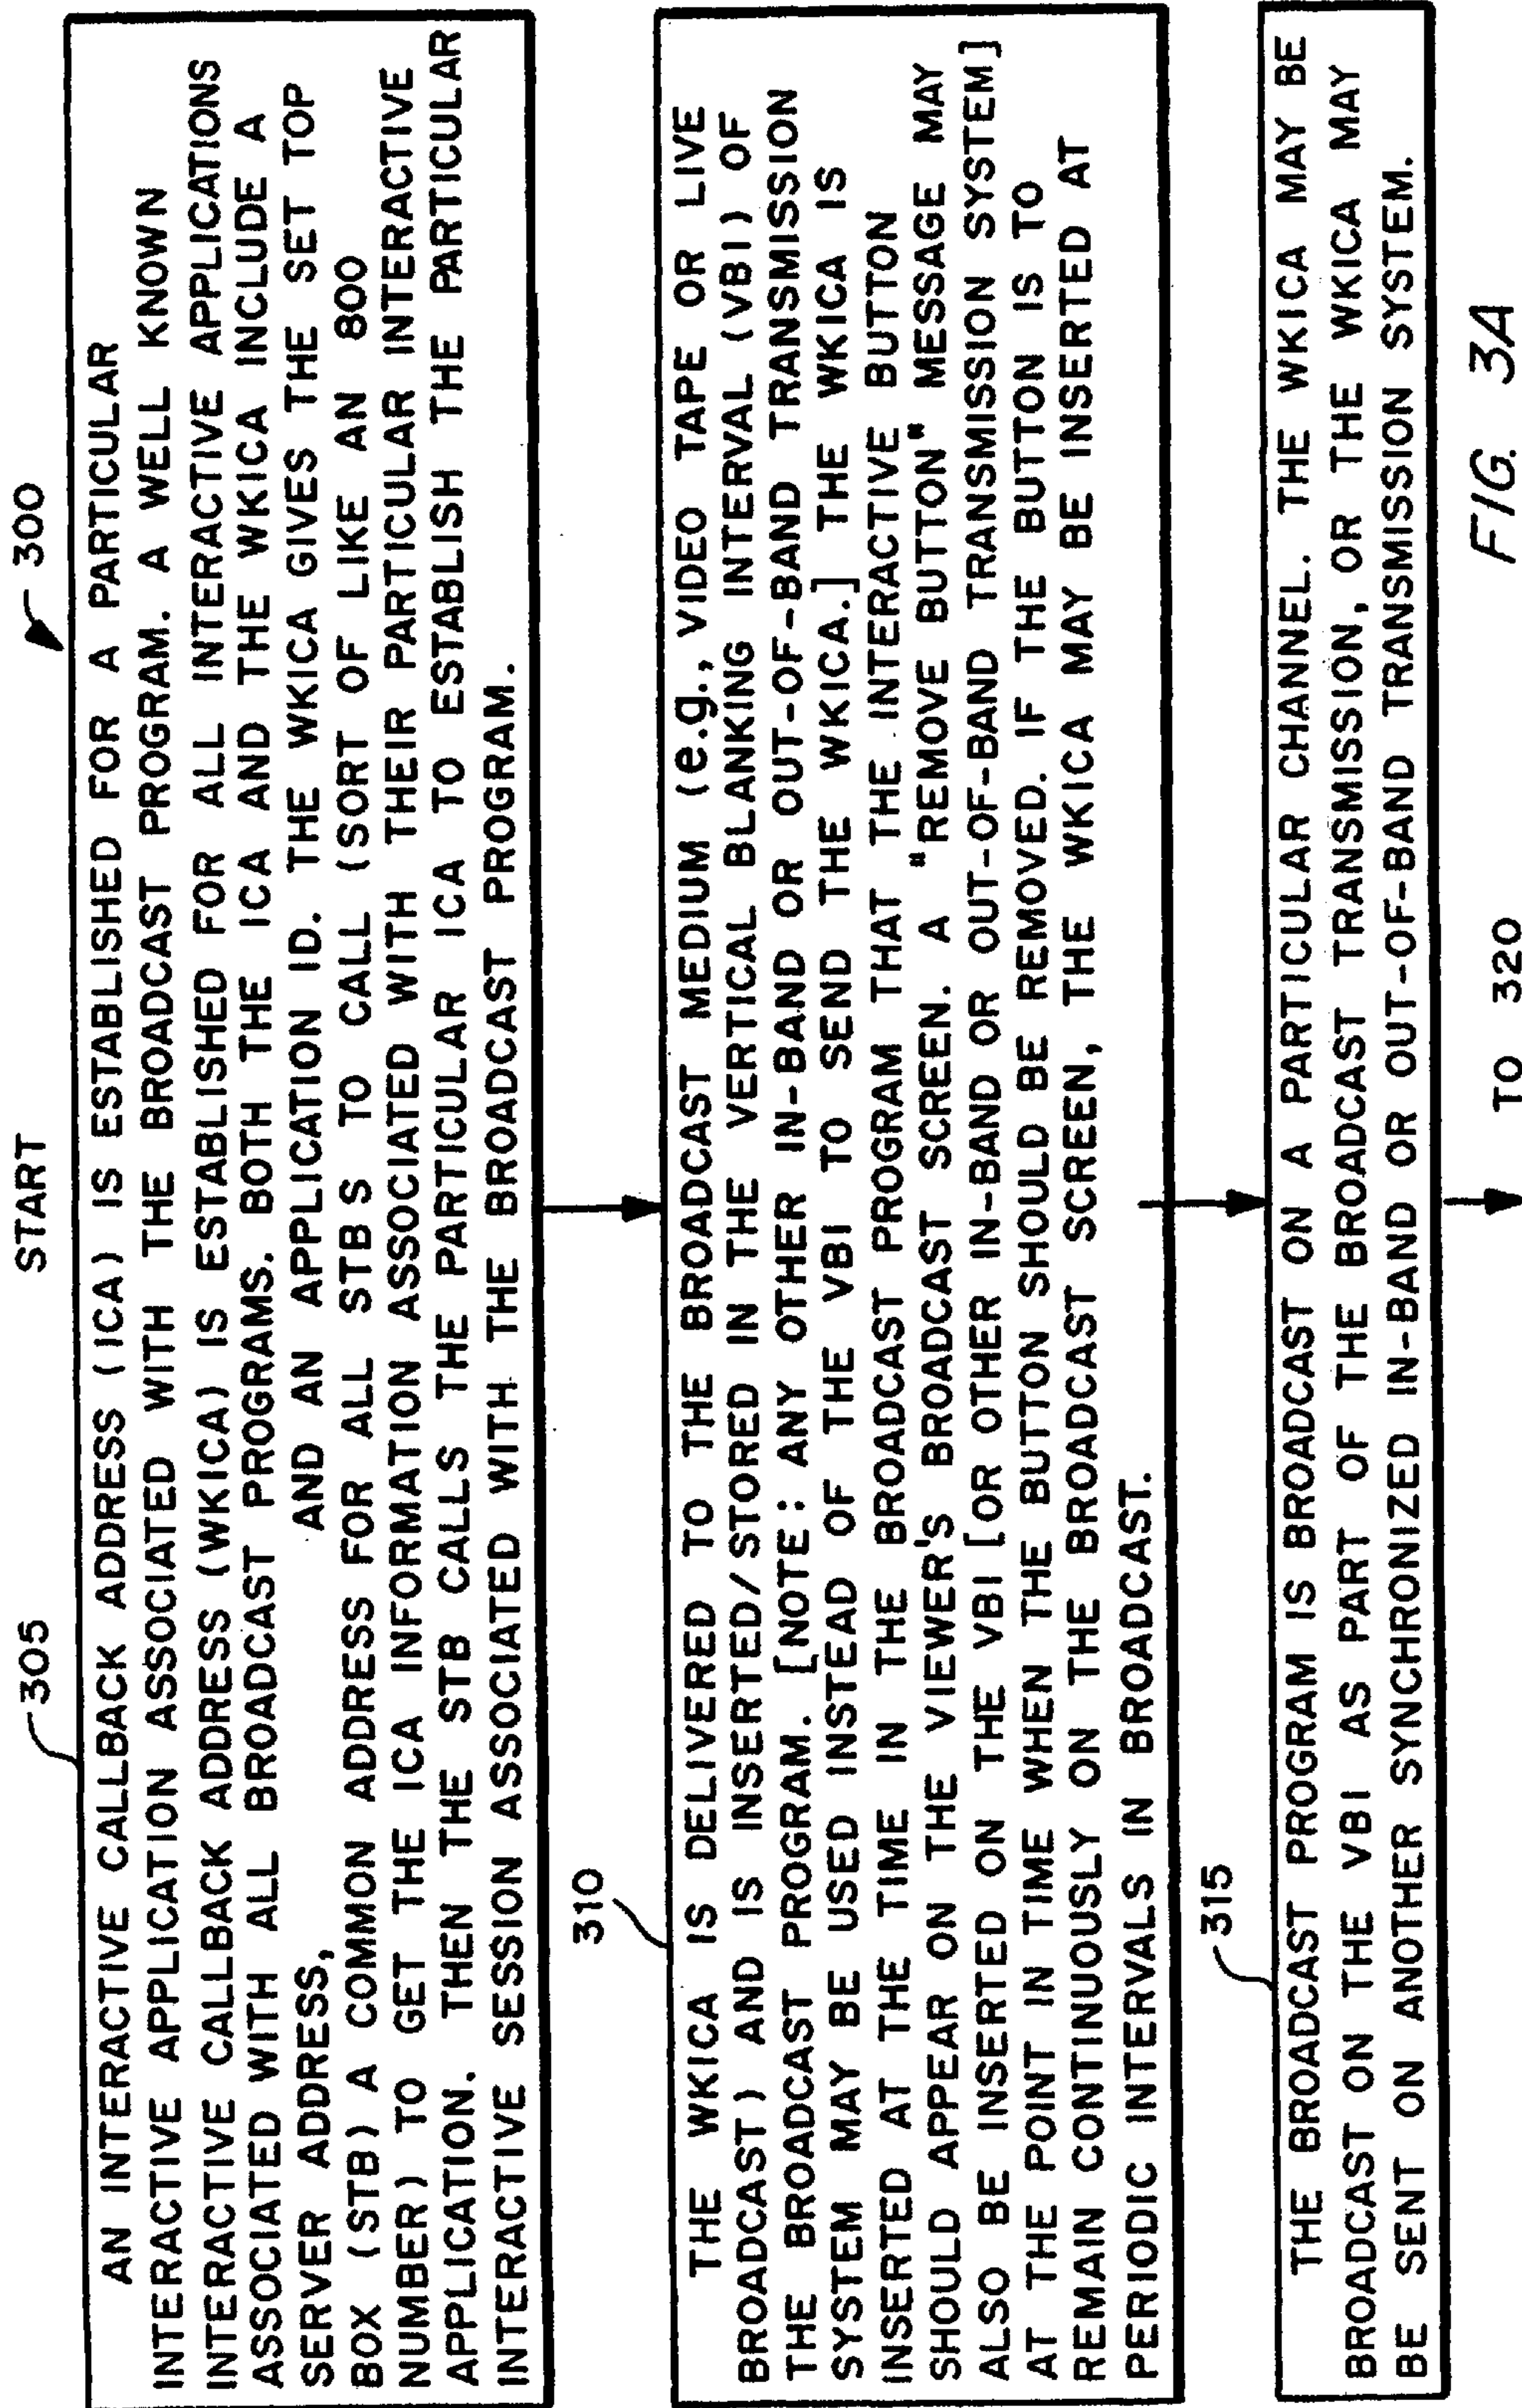 START
300
305
AN INTERACTIVE CALLBACK ADDRESS (ICA) IS ESTABLISHED FOR A PARTICULAR
INTERACTIVE APPLICATION ASSOCIATED WITH THE BROADCAST PROGRAM. A WELL KNOWN
INTERACTIVE CALLBACK ADDRESS (WKICA) IS ESTABLISHED FOR ALL INTERACTIVE APPLICATIONS
ASSOCIATED WITH ALL BROADCAST PROGRAMS. BOTH THE ICA AND THE WKICA INCLUDE A
SERVER ADDRESS, AND AN APPLICATION ID. THE WKICA GIVES THE SET TOP
BOX (STB) A COMMON ADDRESS FOR ALL STB'S TO CALL (SORT OF LIKE AN 800
NUMBER) TO GET THE ICA INFORMATION ASSOCIATED WITH THEIR PARTICULAR INTERACTIVE
APPLICATION. THEN THE STB CALLS THE PARTICULAR ICA TO ESTABLISH THE PARTICULAR
INTERACTIVE SESSION ASSOCIATED WITH THE BROADCAST PROGRAM.
310
THE WKICA IS DELIVERED TO THE BROADCAST MEDIUM (e.g., VIDEO TAPE OR LIVE
BROADCAST) AND IS INSERTED/STORED IN THE VERTICAL BLANKING INTERVAL (VBI) OF
THE BROADCAST PROGRAM. [NOTE: ANY OTHER IN-BAND OR OUT-OF-BAND TRANSMISSION
SYSTEM MAY BE USED INSTEAD OF THE VBI TO SEND THE WKICA.] THE WKICA IS
INSERTED AT THE TIME IN THE BROADCAST PROGRAM THAT THE INTERACTIVE BUTTON
SHOULD APPEAR ON THE VIEWER'S BROADCAST SCREEN. A "REMOVE BUTTON" MESSAGE MAY
ALSO BE INSERTED ON THE VBI [OR OTHER IN-BAND OR OUT-OF-BAND TRANSMISSION SYSTEM]
AT THE POINT IN TIME WHEN THE BUTTON SHOULD BE REMOVED. IF THE BUTTON IS TO
REMAIN CONTINUOUSLY ON THE BROADCAST SCREEN, THE WKICA MAY BE INSERTED AT
PERIODIC INTERVALS IN BROADCAST.
315
THE BROADCAST PROGRAM IS BROADCAST ON A PARTICULAR CHANNEL. THE WKICA MAY BE
BROADCAST ON THE VBI AS PART OF THE BROADCAST TRANSMISSION, OR THE WKICA MAY
BE SENT ON ANOTHER SYNCHRONIZED IN-BAND OR OUT-OF-BAND TRANSMISSION SYSTEM.
TO 320
FIG. 3A